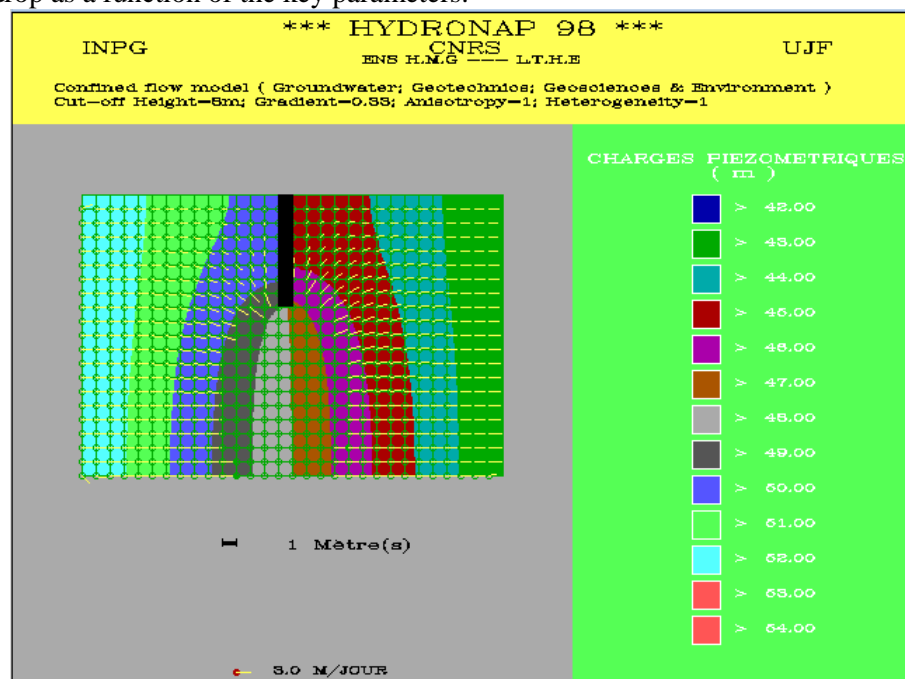 rop as a function of the key parameters.
*** HYDRONAP 98 ***
INPG CNRS UJF
ENS H.M.G --- L.T.H.E
Confined flow model ( Groundwater; Geotechnics; Geosciences & Environment )
Cut-off Height=8m; Gradient=0.33; Anisotropy=1; Heterogeneity=1
CHARGES PIEZOMETRIQUES
( m )
> 42.00
> 43.00
> 44.00
> 45.00
> 46.00
> 47.00
> 48.00
> 49.00
> 50.00
> 51.00
> 52.00
> 53.00
> 54.00
1 Mètre(s)
3.0 M/JOUR